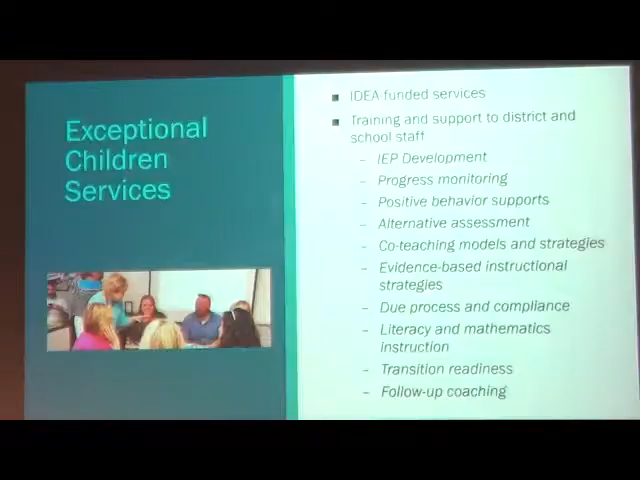 Exceptional
Children
Services
IDEA-funded services
Training and support to district and
school staff
– IEP Development
– Progress monitoring
– Positive behavior supports
– Alternative assessment
– Co-teaching models and strategies
– Evidence-based instructional
strategies
– Due process and compliance
– Literacy and mathematics
instruction
– Transition readiness
– Follow-up coaching